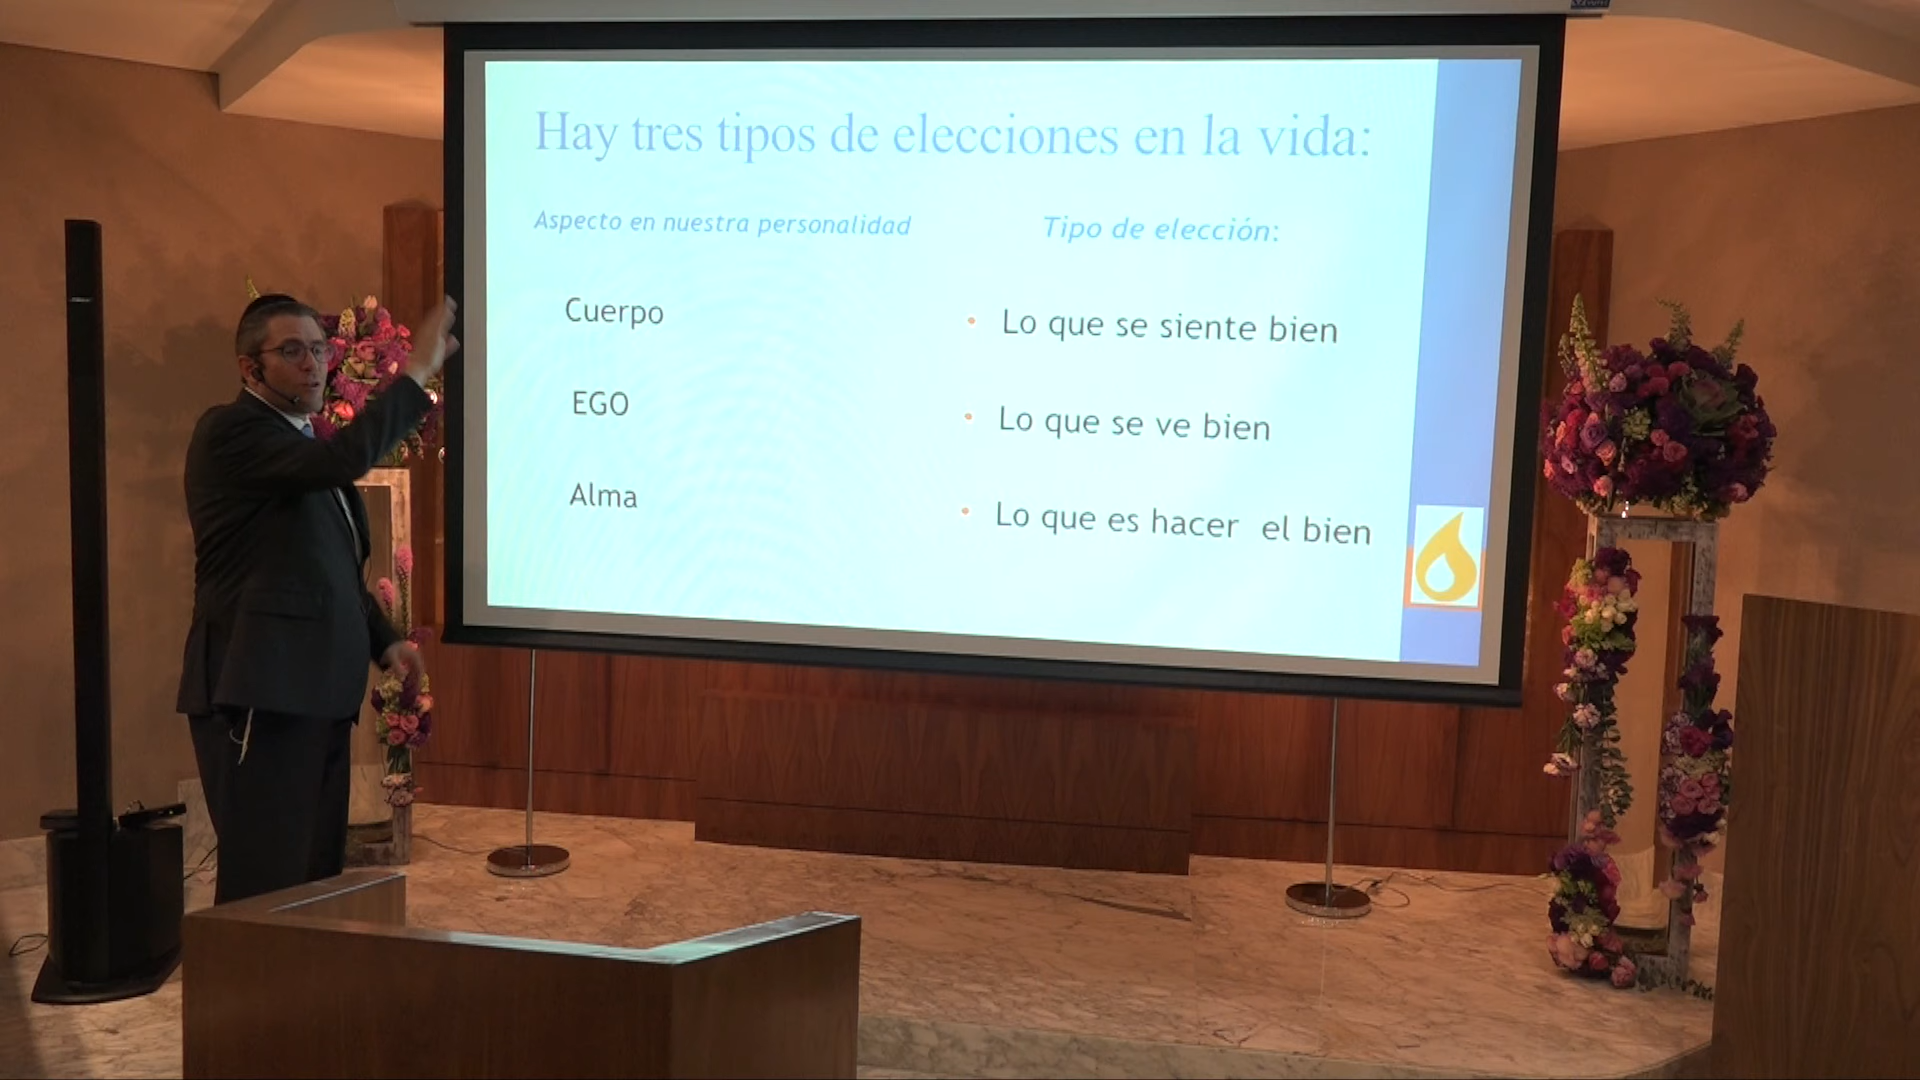 Hay tres tipos de elecciones en la vida:
Aspecto en nuestra personalidad
Tipo de elección:
Cuerpo
Lo que se siente bien
EGO
Lo que se ve bien
Alma
Lo que es hacer el bien